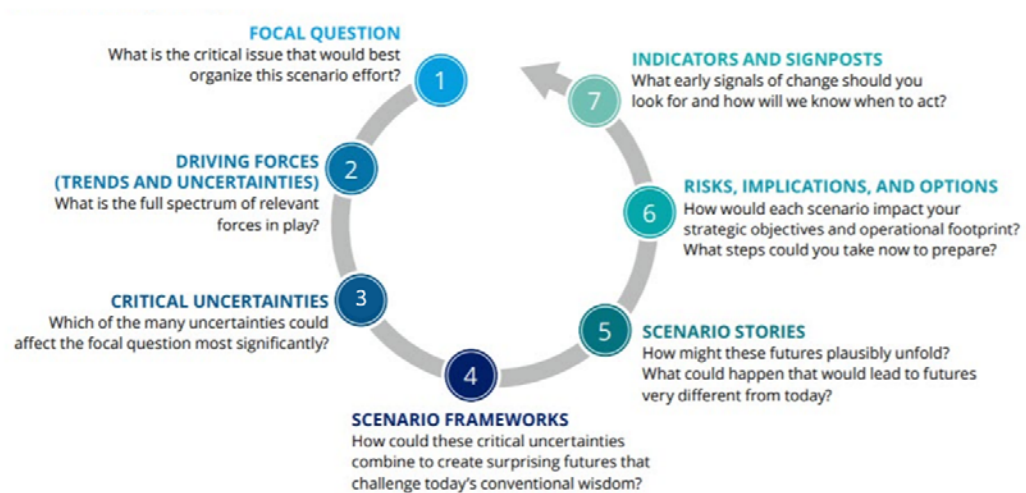 FOCAL QUESTION
What is the critical issue that would best
organize this scenario effort?
1
DRIVING FORCES
(TRENDS AND UNCERTAINTIES)
What is the full spectrum of relevant
forces in play?
2
CRITICAL UNCERTAINTIES
Which of the many uncertainties could
affect the focal question most significantly?
3
4
SCENARIO FRAMEWORKS
How could these critical uncertainties
combine to create surprising futures that
challenge today's conventional wisdom?
5
SCENARIO STORIES
How might these futures plausibly unfold?
What could happen that would lead to futures
very different from today?
6
RISKS, IMPLICATIONS, AND OPTIONS
How would each scenario impact your
strategic objectives and operational footprint?
What steps could you take now to prepare?
7
INDICATORS AND SIGNPOSTS
What early signals of change should you
look for and how will we know when to act?